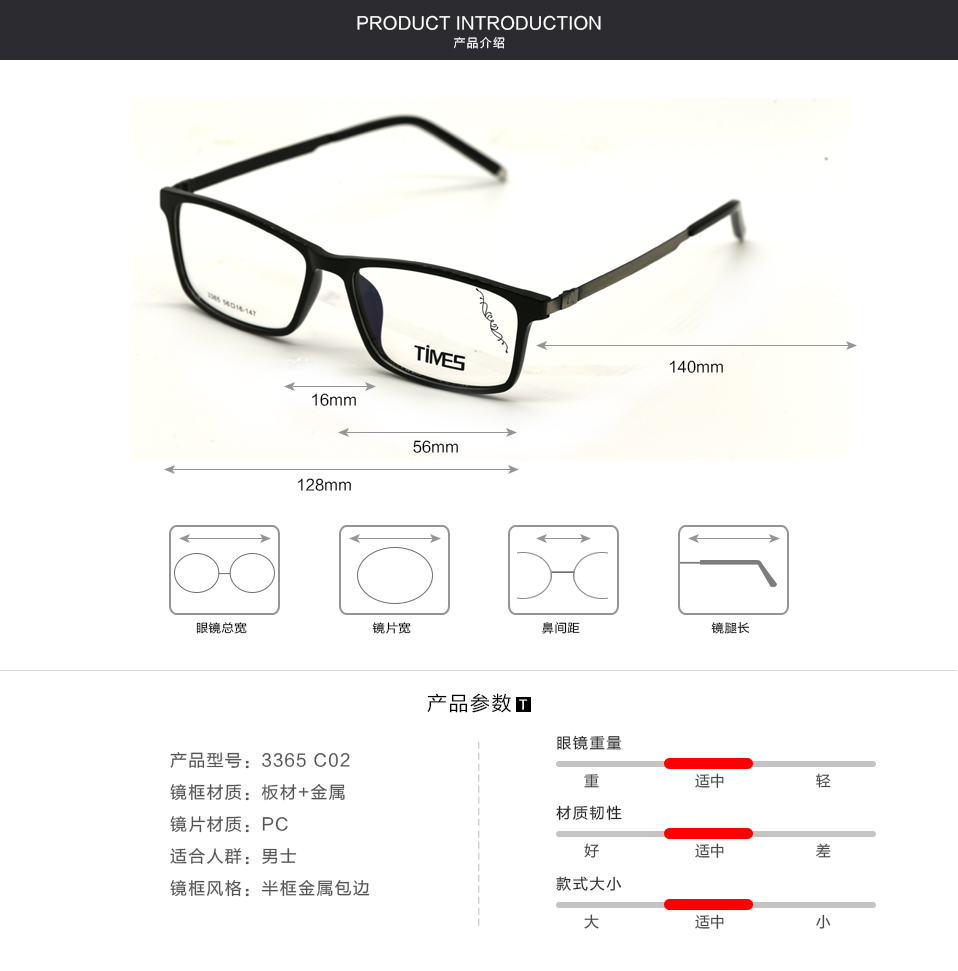 PRODUCT INTRODUCTION
产品介绍
3365 56□16-147
TiMES
140mm
16mm
56mm
128mm
眼镜总宽
镜片宽
鼻间距
镜腿长
产品参数 T
产品型号：3365 C02
镜框材质：板材+金属
镜片材质：PC
适合人群：男士
镜框风格：半框金属包边
眼镜重量
重 适中 轻
材质韧性
好 适中 差
款式大小
大 适中 小